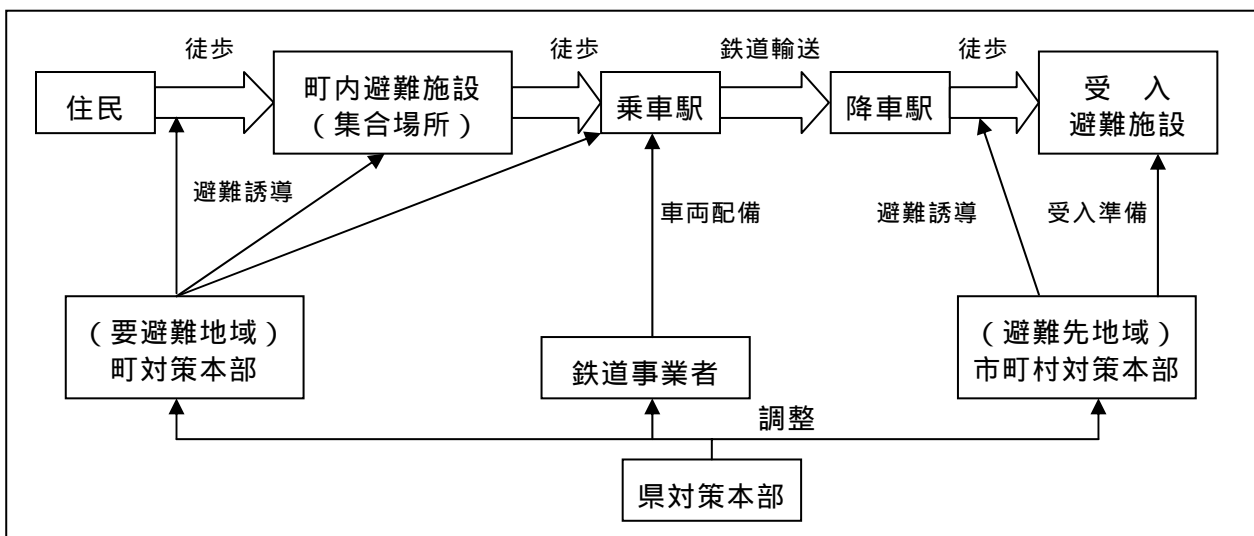 徒歩
徒歩
鉄道輸送
徒歩
住民
町内避難施設
（集合場所）
乗車駅
降車駅
受　入
避難施設
避難誘導
車両配備
避難誘導
受入準備
（要避難地域）
町対策本部
鉄道事業者
（避難先地域）
市町村対策本部
調整
県対策本部